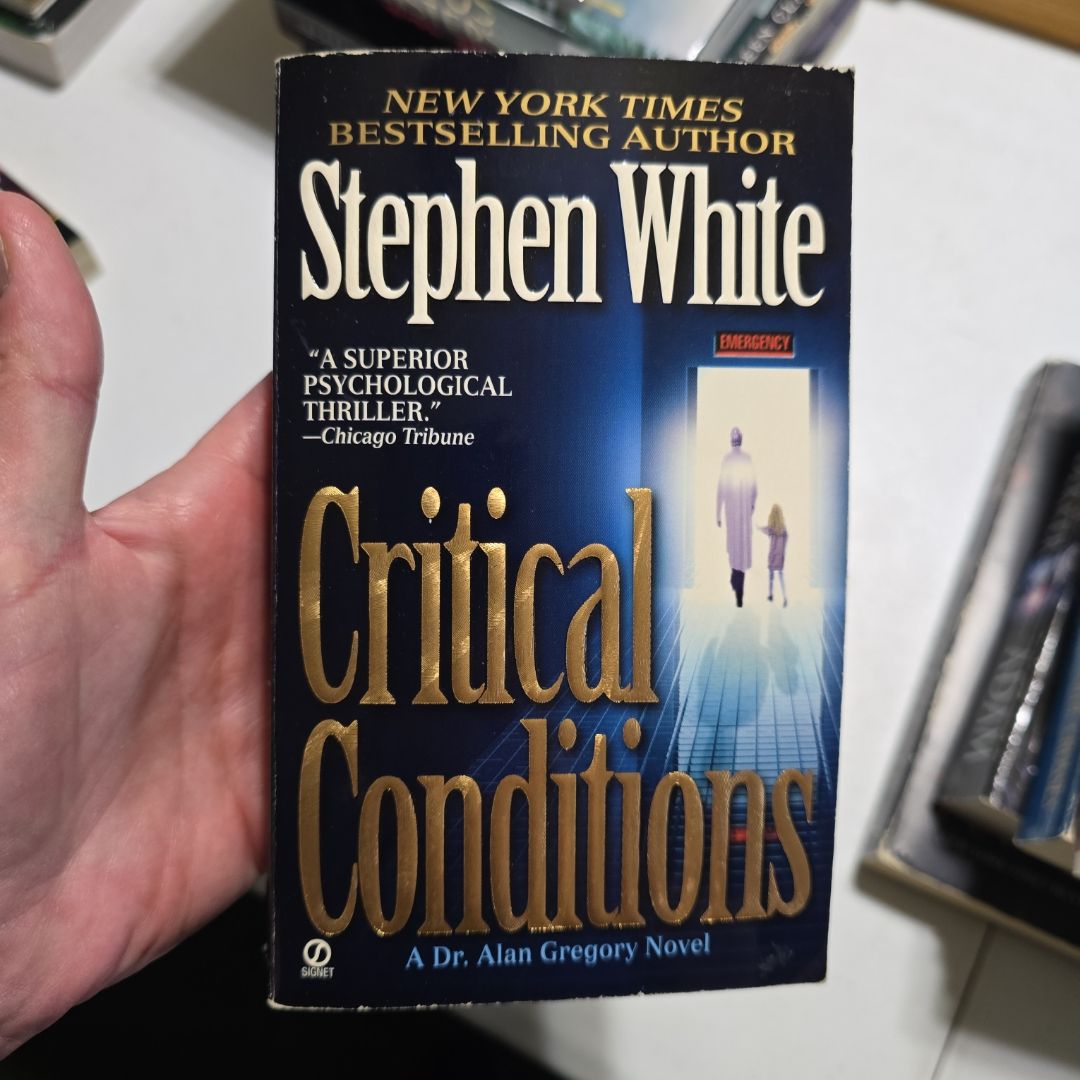 NEW YORK TIMES
BESTSELLING AUTHOR
Stephen White
EMERGENCY
“A SUPERIOR
PSYCHOLOGICAL
THRILLER.”
—Chicago Tribune
Critical
Conditions
A Dr. Alan Gregory Novel
SIGNET